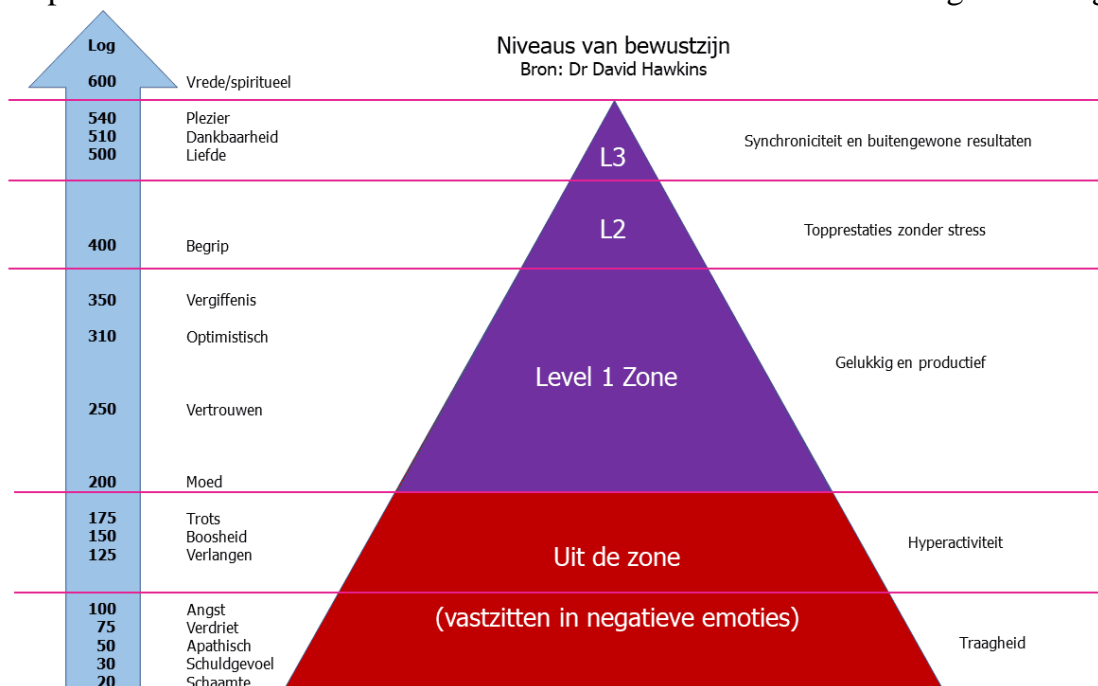 Log
Niveaus van bewustzijn
Bron: Dr David Hawkins
600 Vrede/spiritueel
540 Plezier
510 Dankbaarheid
500 Liefde
L3
Synchroniciteit en buitengewone resultaten
L2
Topprestaties zonder stress
400 Begrip
350 Vergiffenis
310 Optimistisch
Level 1 Zone
Gelukkig en productief
250 Vertrouwen
200 Moed
175 Trots
150 Boosheid
125 Verlangen
Uit de zone
Hyperactiviteit
100 Angst
75 Verdriet
50 Apathisch
30 Schuldgevoel
20 Schaamte
(vastzitten in negatieve emoties)
Traagheid